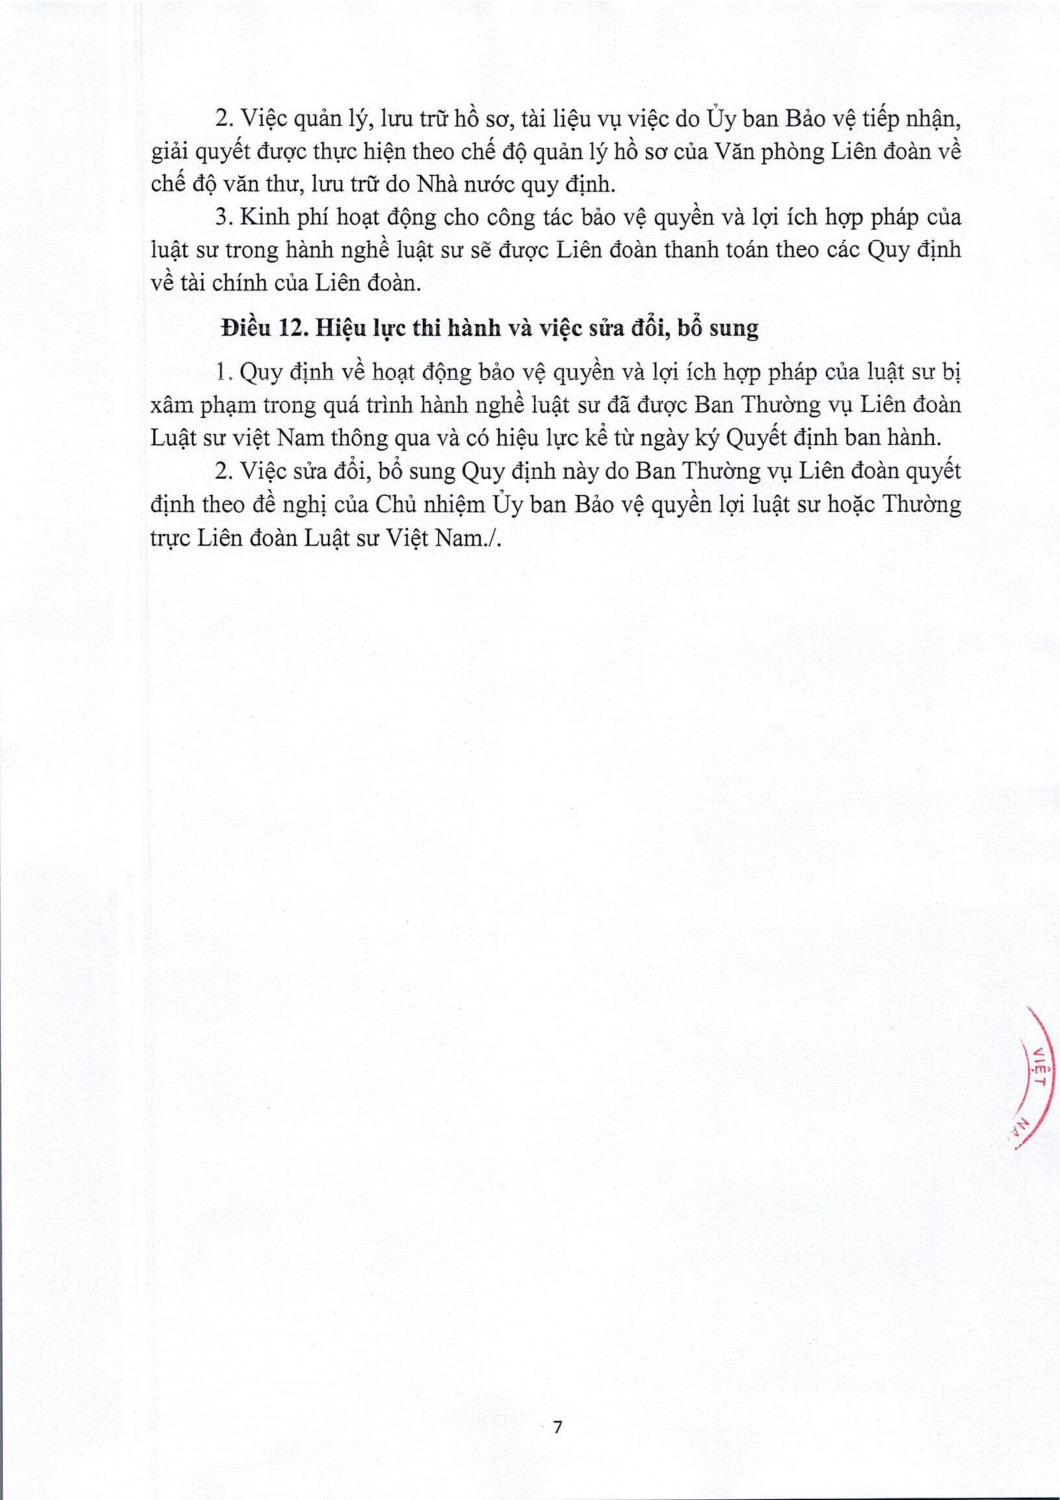 2. Việc quản lý, lưu trữ hồ sơ, tài liệu vụ việc do Ủy ban Bảo vệ tiếp nhận,
giải quyết được thực hiện theo chế độ quản lý hồ sơ của Văn phòng Liên đoàn về
chế độ văn thư, lưu trữ do Nhà nước quy định.
3. Kinh phí hoạt động cho công tác bảo vệ quyền và lợi ích hợp pháp của
luật sư trong hành nghề luật sư sẽ được Liên đoàn thanh toán theo các Quy định
về tài chính của Liên đoàn.
Điều 12. Hiệu lực thi hành và việc sửa đổi, bổ sung
1. Quy định về hoạt động bảo vệ quyền và lợi ích hợp pháp của luật sư bị
xâm phạm trong quá trình hành nghề luật sư đã được Ban Thường vụ Liên đoàn
Luật sư việt Nam thông qua và có hiệu lực kể từ ngày ký Quyết định ban hành.
2. Việc sửa đổi, bổ sung Quy định này do Ban Thường vụ Liên đoàn quyết
định theo đề nghị của Chủ nhiệm Ủy ban Bảo vệ quyền lợi luật sư hoặc Thường
trực Liên đoàn Luật sư Việt Nam./.
VIỆT
7